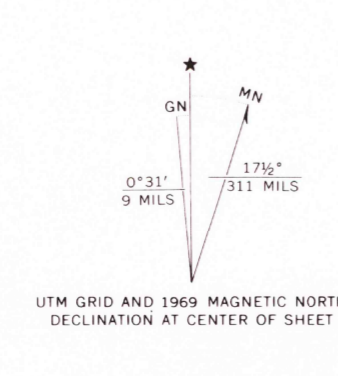 GN
MN
0°31'
9 MILS
17½°
311 MILS
UTM GRID AND 1969 MAGNETIC NORTH
DECLINATION AT CENTER OF SHEET